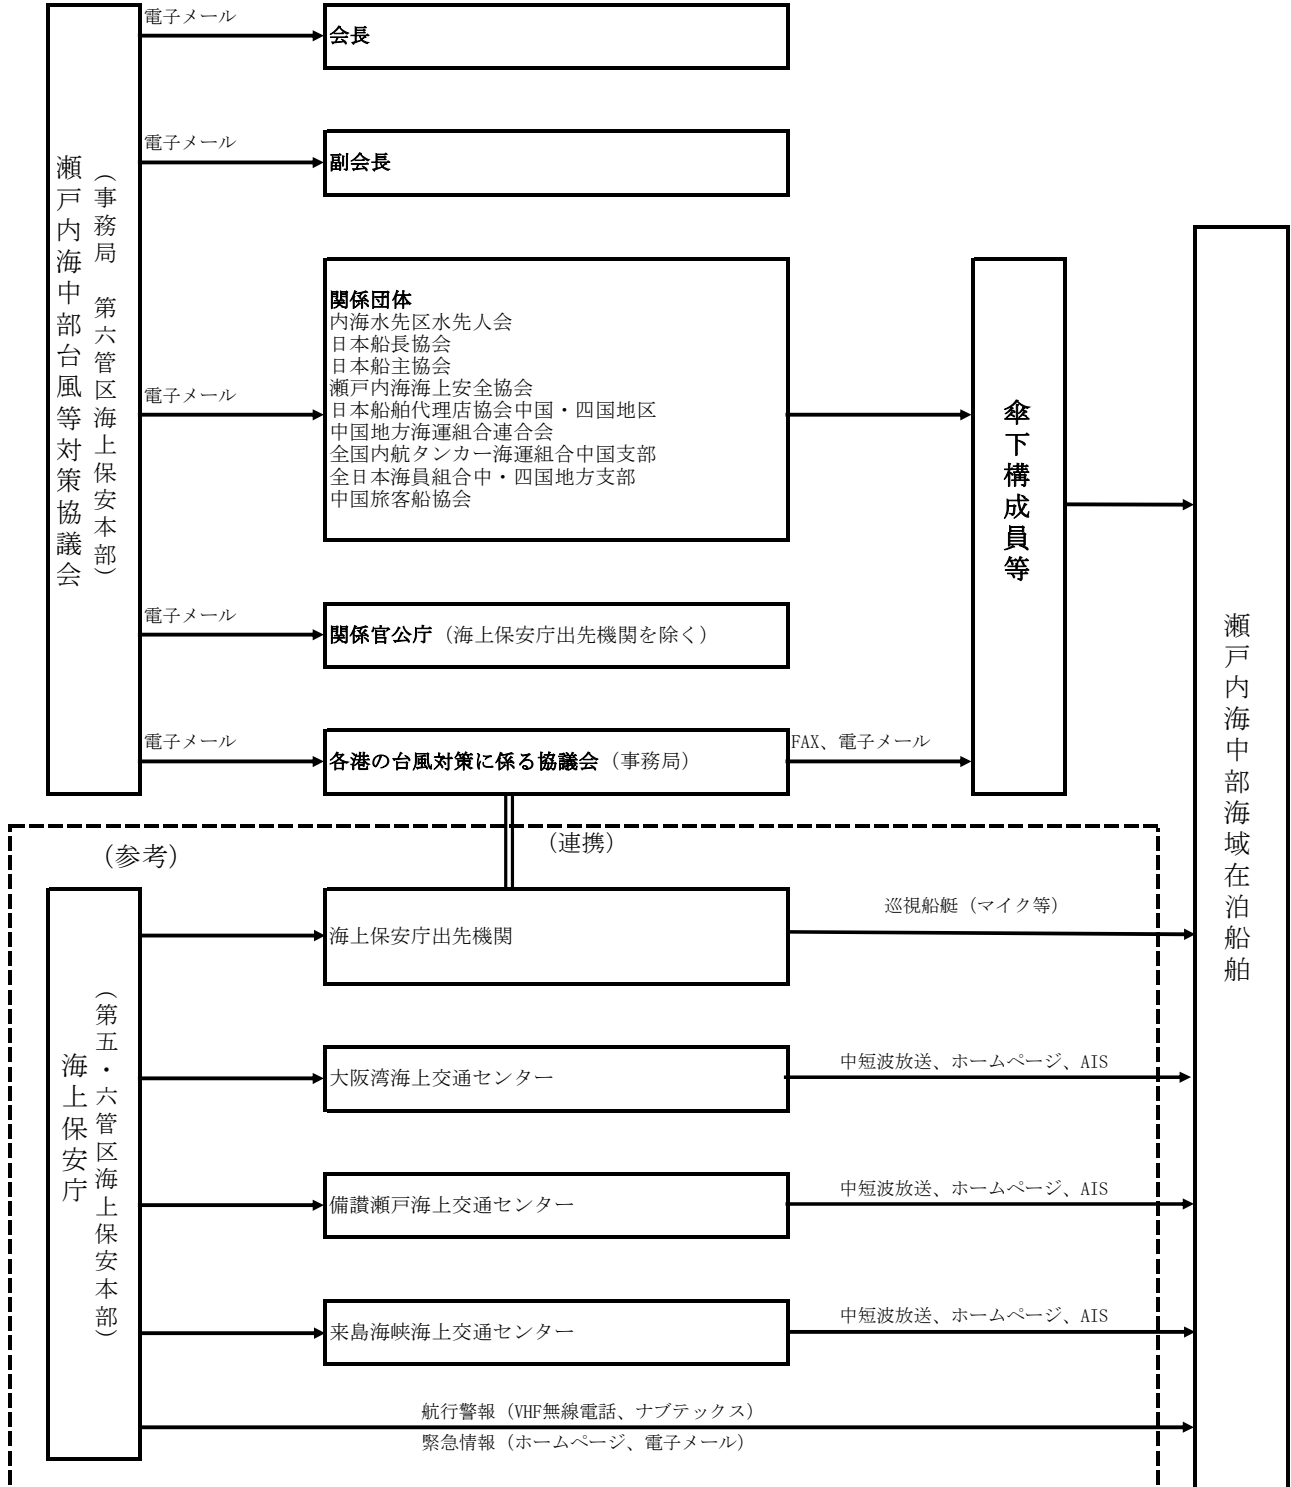 電子メール
会長
電子メール
副会長
瀬戸内海中部台風等対策協議会
（事務局　第六管区海上保安本部）
電子メール
関係団体
内海水先区水先人会
日本船長協会
日本船主協会
瀬戸内海海上安全協会
日本船舶代理店協会中国・四国地区
中国地方海運組合連合会
全国内航タンカー海運組合中国支部
全日本海員組合中・四国地方支部
中国旅客船協会
傘下構成員等
電子メール
関係官公庁（海上保安庁出先機関を除く）
電子メール
各港の台風対策に係る協議会（事務局）
FAX、電子メール
瀬戸内海中部海域在泊船舶
（参考）
（連携）
海上保安庁
（第五・六管区海上保安本部）
海上保安庁出先機関
巡視船艇（マイク等）
大阪湾海上交通センター
中短波放送、ホームページ、AIS
備讃瀬戸海上交通センター
中短波放送、ホームページ、AIS
来島海峡海上交通センター
中短波放送、ホームページ、AIS
航行警報（VHF無線電話、ナブテックス）
緊急情報（ホームページ、電子メール）